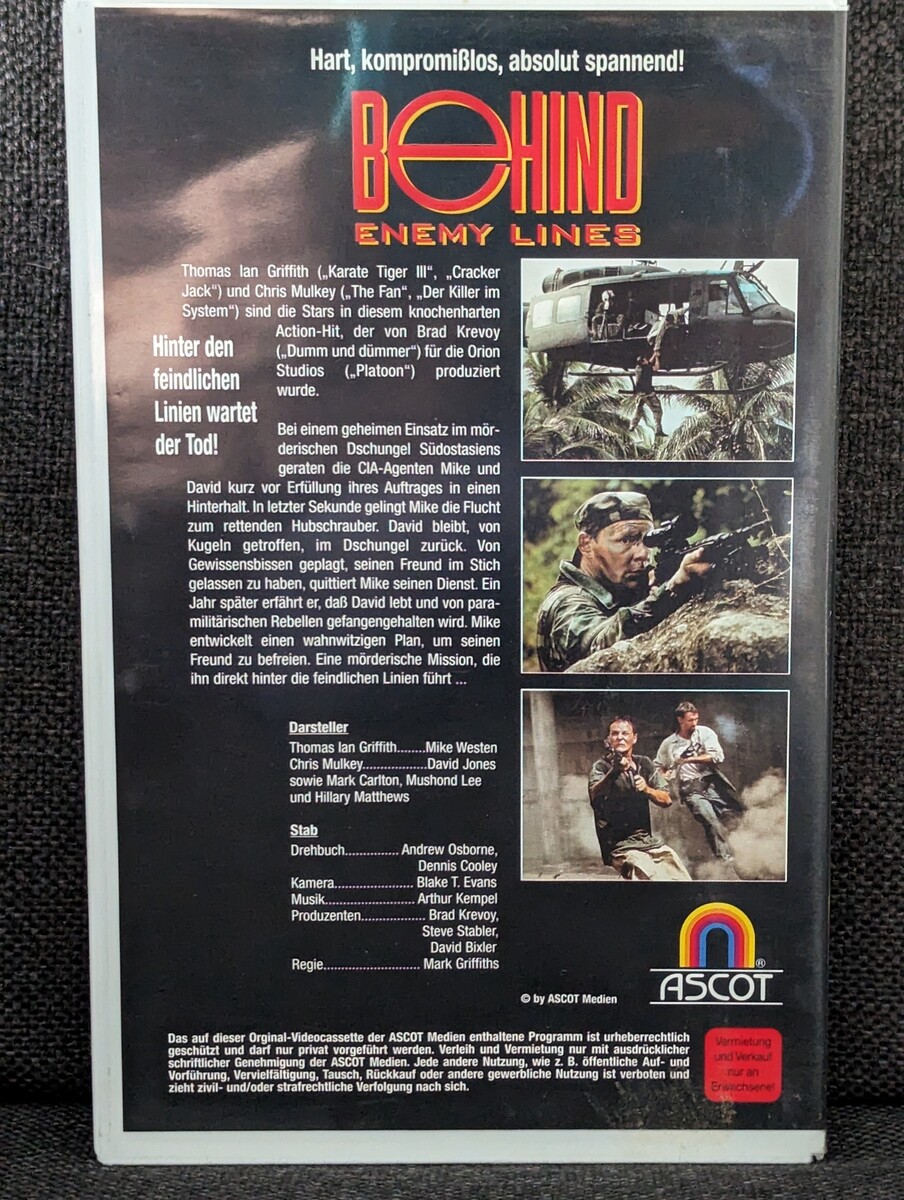 Hart, kompromißlos, absolut spannend!
BeHIND
ENEMY LINES
Thomas Ian Griffith („Karate Tiger III“, „Cracker
Jack“) und Chris Mulkey („The Fan“, „Der Killer im
System“) sind die Stars in diesem knochenharten
Action-Hit, der von Brad Krevoy
(„Dumm und dümmer“) für die Orion
Studios („Platoon“) produziert
wurde.
Hinter den
feindlichen
Linien wartet
der Tod!
Bei einem geheimen Einsatz im mör-
derischen Dschungel Südostasiens
geraten die CIA-Agenten Mike und
David kurz vor Erfüllung ihres Auftrages in einen
Hinterhalt. In letzter Sekunde gelingt Mike die Flucht
zum rettenden Hubschrauber. David bleibt, von
Kugeln getroffen, im Dschungel zurück. Von
Gewissensbissen geplagt, seinen Freund im Stich
gelassen zu haben, quittiert Mike seinen Dienst. Ein
Jahr später erfährt er, daß David lebt und von para-
militärischen Rebellen gefangengehalten wird. Mike
entwickelt einen wahnwitzigen Plan, um seinen
Freund zu befreien. Eine mörderische Mission, die
ihn direkt hinter die feindlichen Linien führt ...
Darsteller
Thomas Ian Griffith........Mike Westen
Chris Mulkey..................David Jones
sowie Mark Carlton, Mushond Lee
und Hillary Matthews
Stab
Drehbuch............... Andrew Osborne,
Dennis Cooley
Kamera...................... Blake T. Evans
Musik......................... Arthur Kempel
Produzenten.................. Brad Krevoy,
Steve Stabler,
David Bixler
Regie........................... Mark Griffiths
© by ASCOT Medien
®
ASCOT
Das auf dieser Orginal-Videocassette der ASCOT Medien enthaltene Programm ist urheberrechtlich
geschützt und darf nur privat vorgeführt werden. Verleih und Vermietung nur mit ausdrücklicher
schriftlicher Genehmigung der ASCOT Medien. Jede andere Nutzung, wie z. B. öffentliche Auf- und
Vorführung, Vervielfältigung, Tausch, Rückkauf oder andere gewerbliche Nutzung ist verboten und
zieht zivil- und/oder strafrechtliche Verfolgung nach sich.
Vermietung
und Verkauf
nur an
Erwachsene!